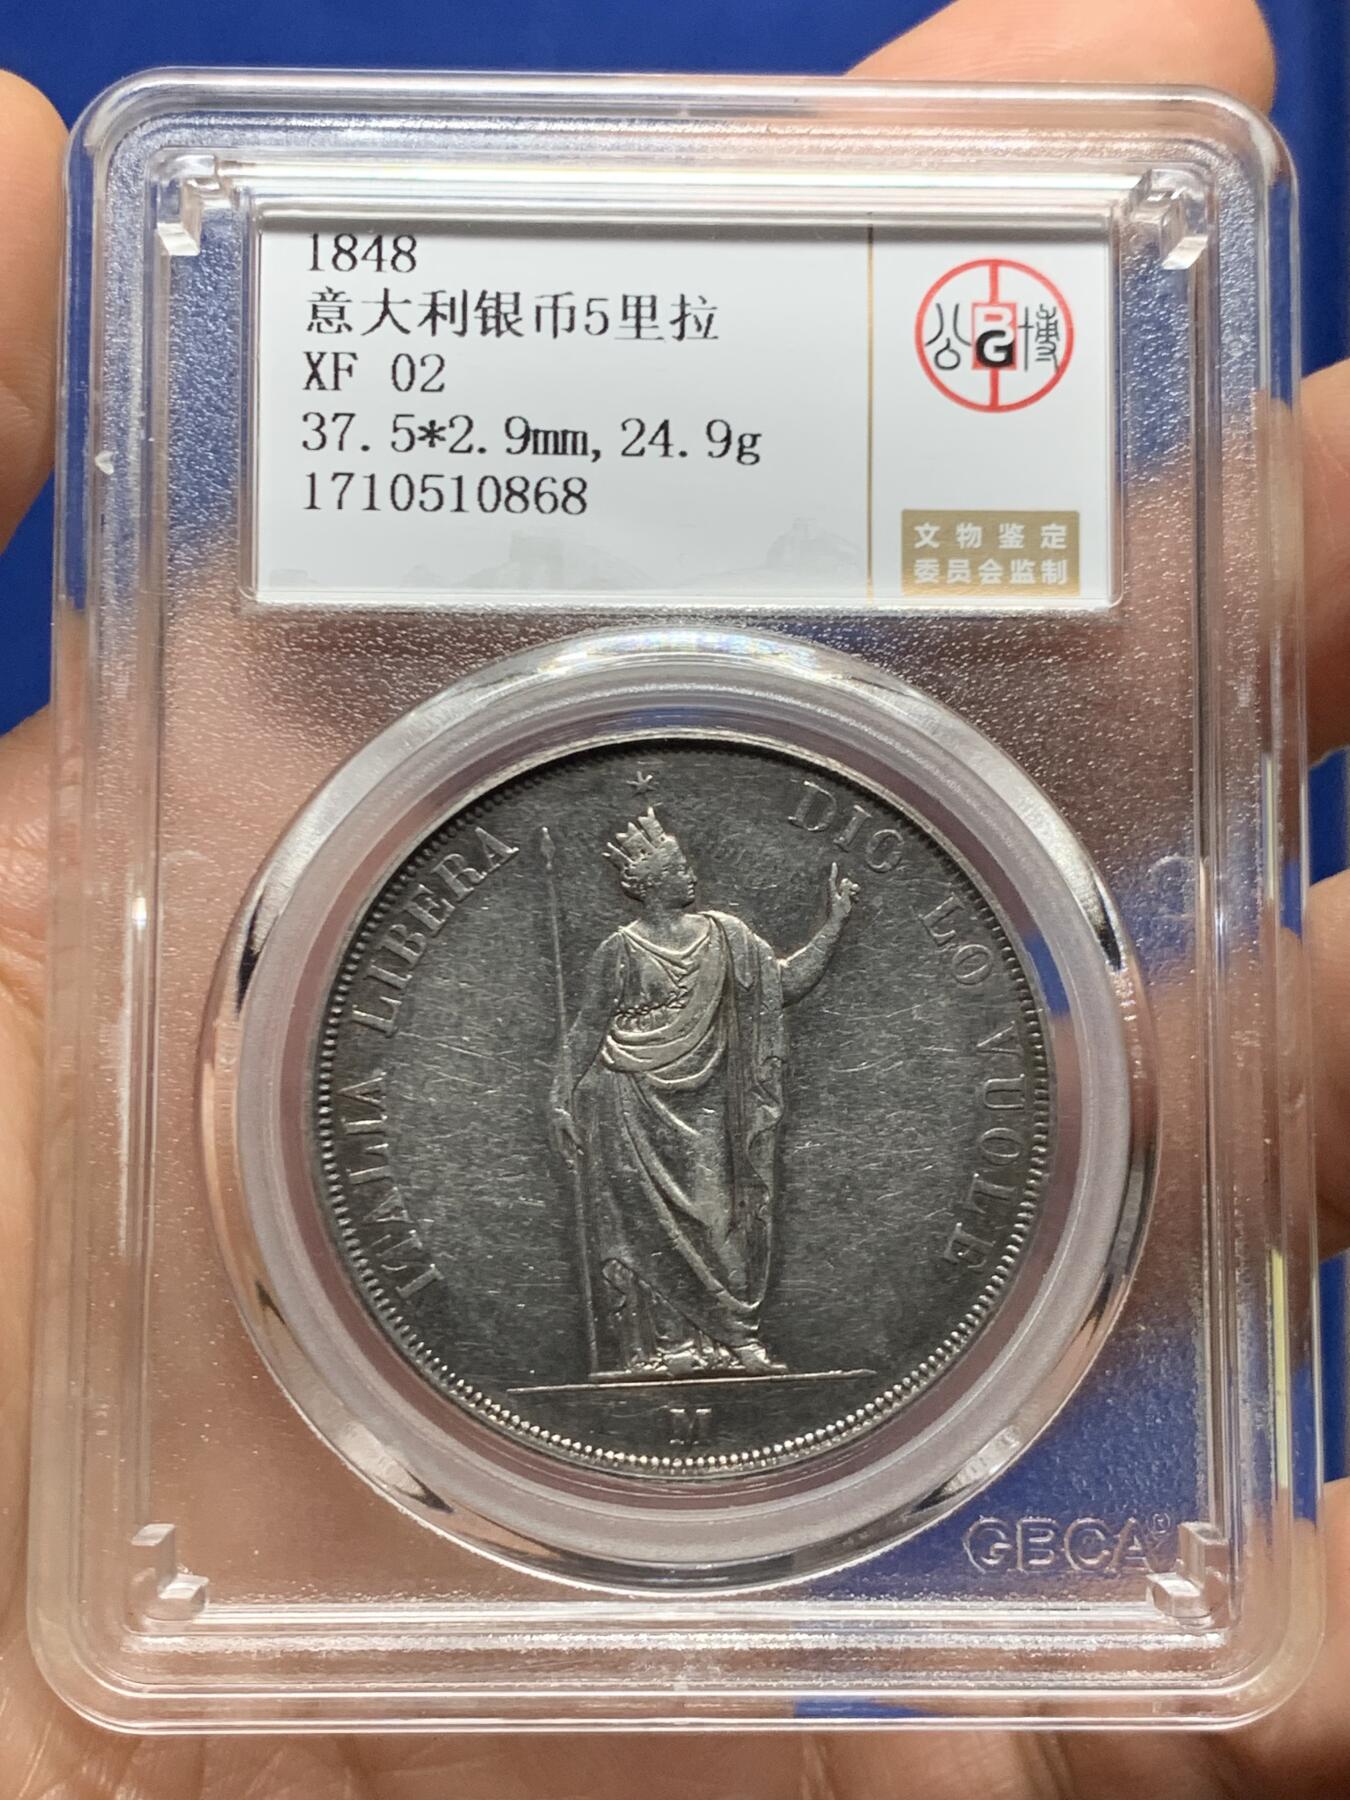 1848
意大利银币5里拉
XF 02
37.5*2.9mm,24.9g
1710510868
公 BG 博
文物鉴定
委员会监制
ITALIA LIBERA
DIO LO VUOLE
M
GBCA®